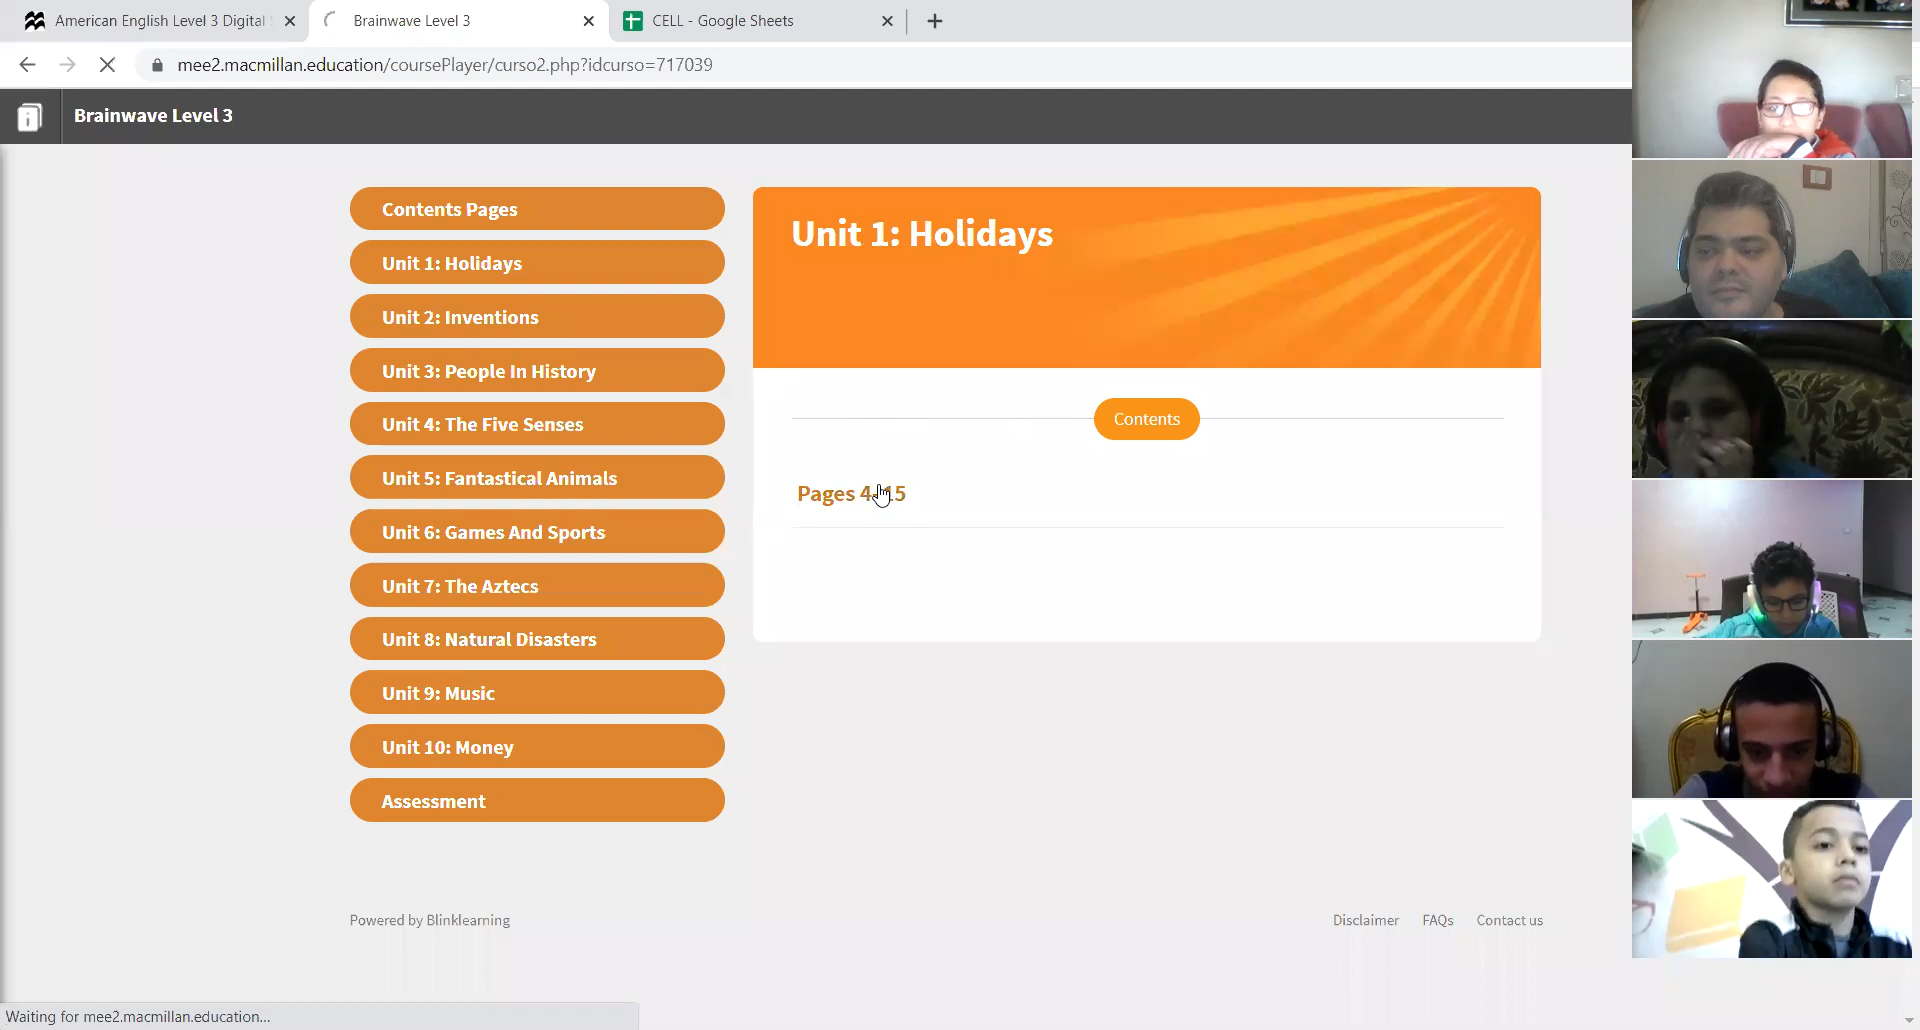 American English Level 3 Digital
Brainwave Level 3
CELL - Google Sheets
mee2.macmillan.education/coursePlayer/curso2.php?idcurso=717039
Brainwave Level 3
Contents Pages
Unit 1: Holidays
Unit 2: Inventions
Unit 3: People In History
Unit 4: The Five Senses
Unit 5: Fantastical Animals
Unit 6: Games And Sports
Unit 7: The Aztecs
Unit 8: Natural Disasters
Unit 9: Music
Unit 10: Money
Assessment
Unit 1: Holidays
Contents
Pages 4-15
Powered by Blinklearning
Disclaimer FAQs Contact us
Waiting for mee2.macmillan.education...